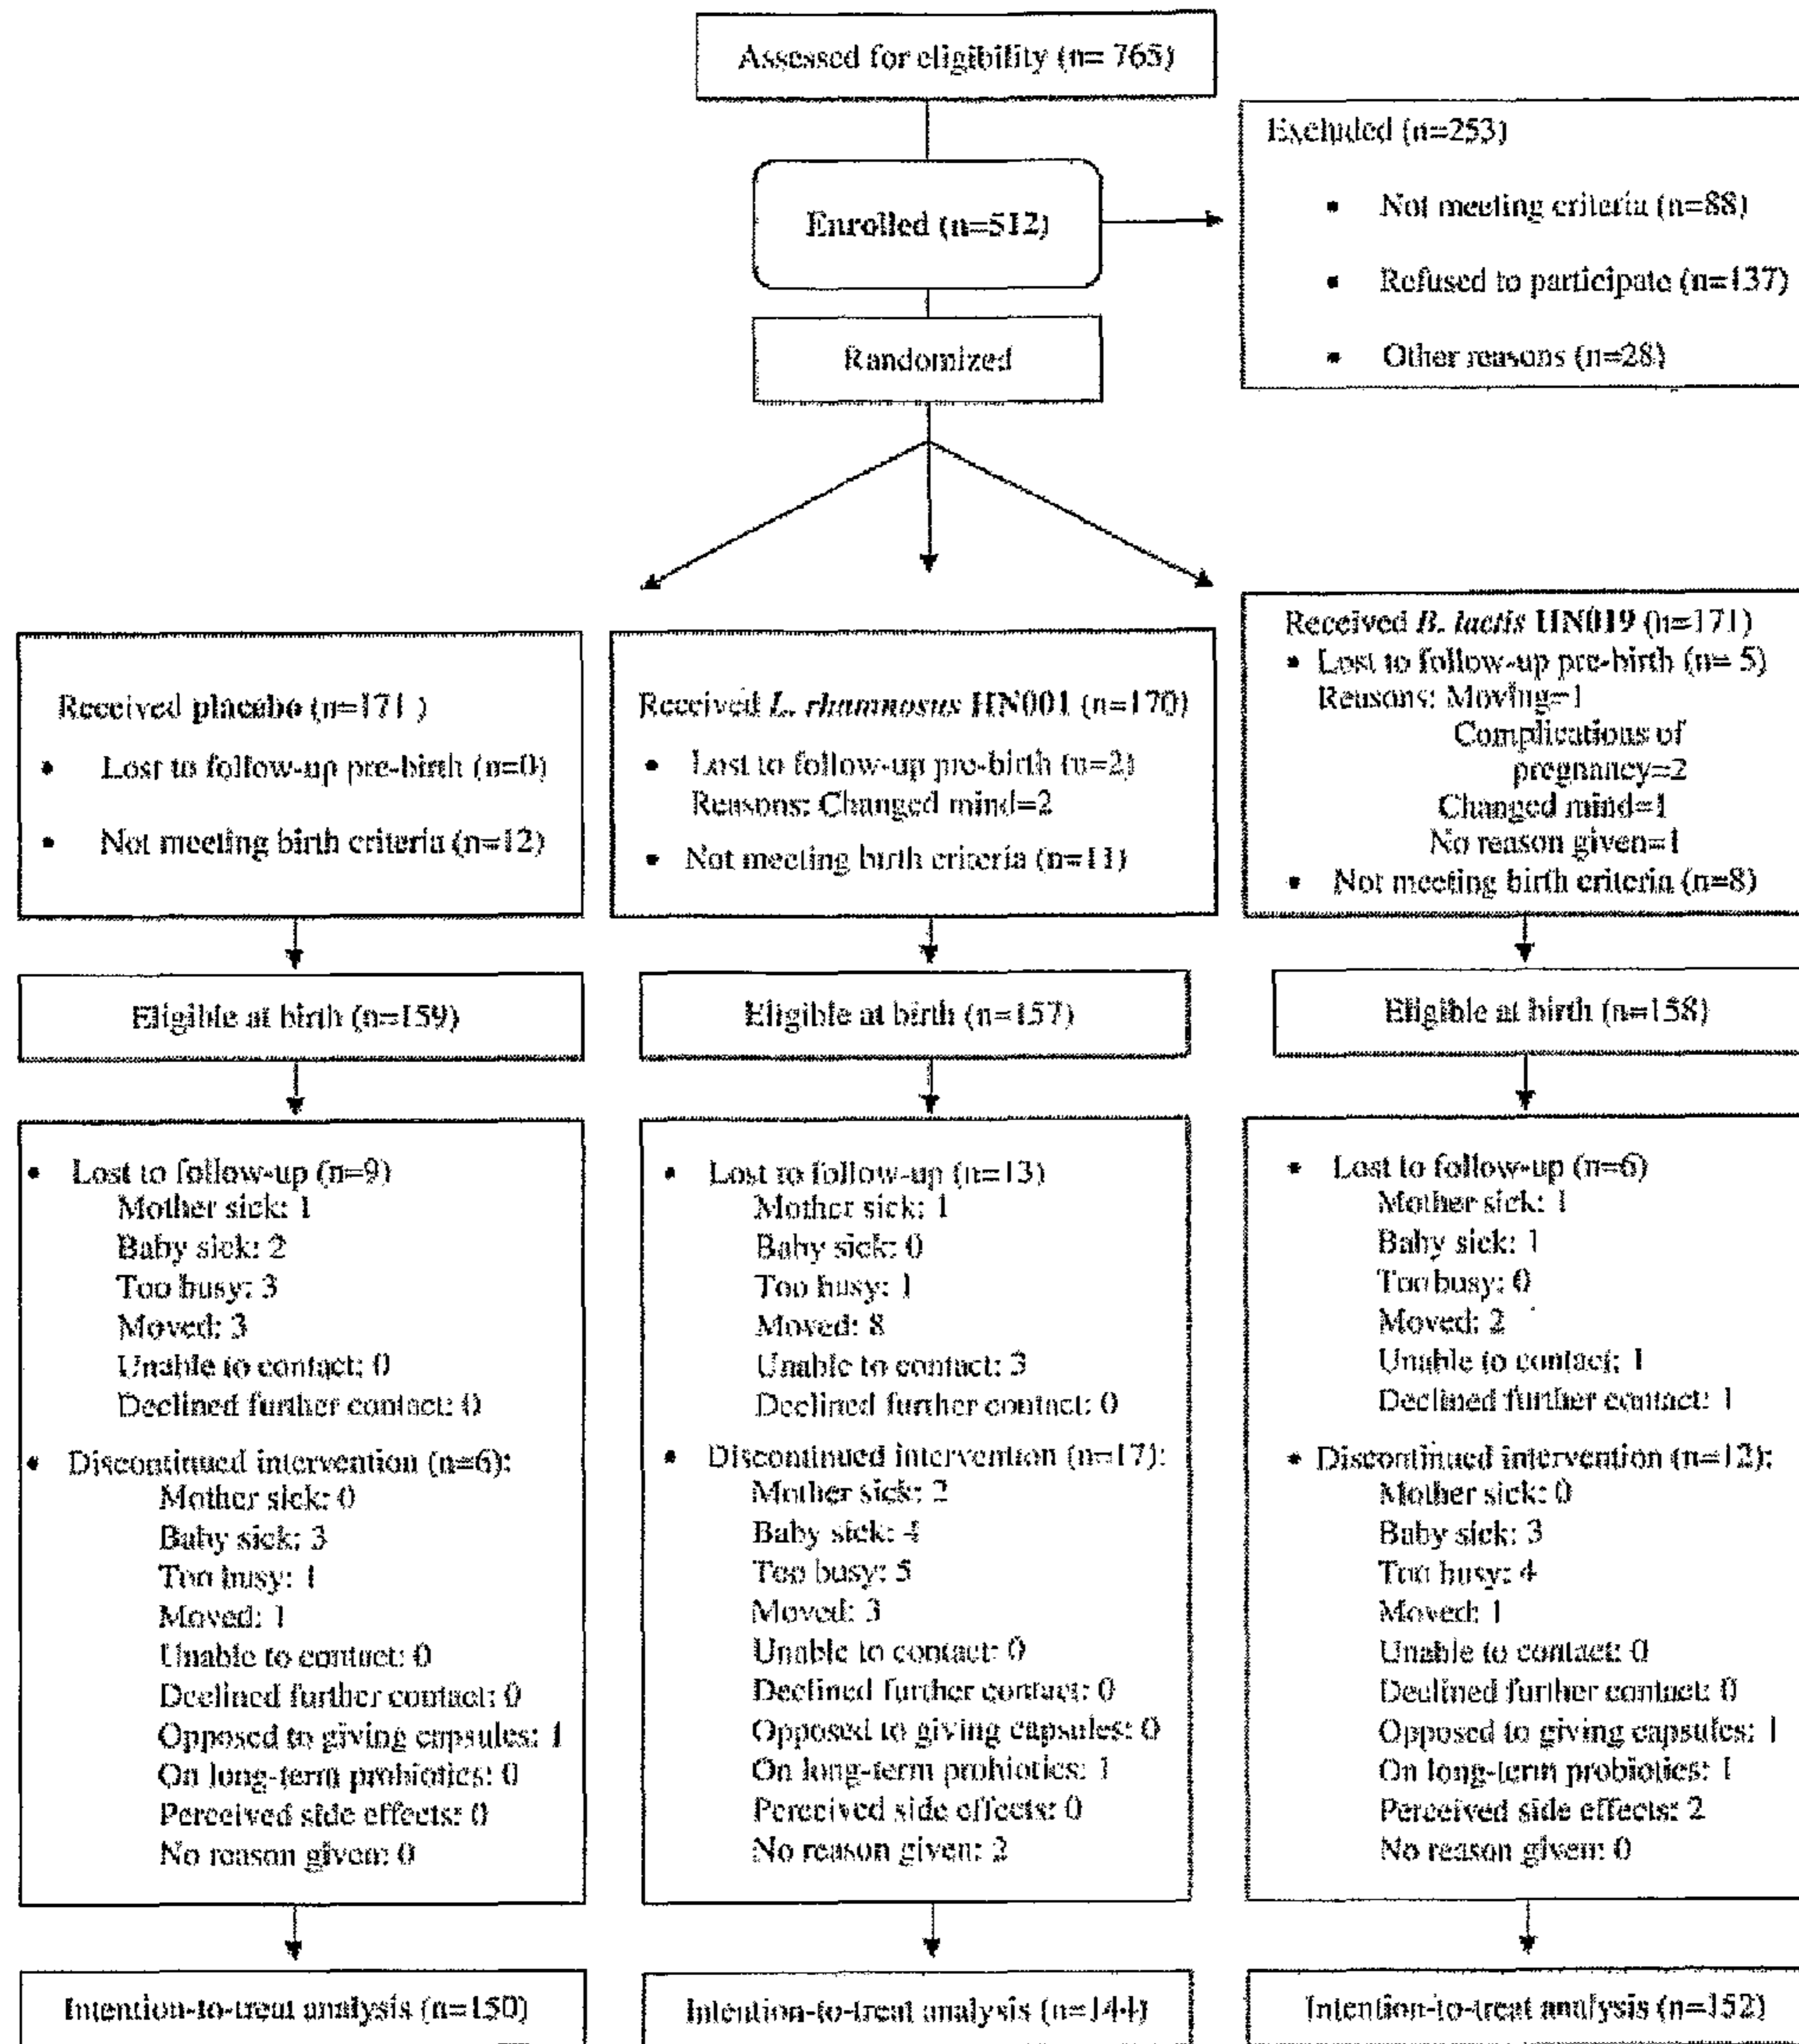 Assessed for eligibility (n= 765)
Excluded (n=253)
• Not meeting criteria (n=88)
• Refused to participate (n=137)
• Other reasons (n=28)
Enrolled (n=512)
Randomized
Received placebo (n=171 )
• Lost to follow-up pre-birth (n=0)
• Not meeting birth criteria (n=12)
Received L. rhamnosus HN001 (n=170)
• Lost to follow-up pre-birth (n=2)
Reasons: Changed mind=2
• Not meeting birth criteria (n=11)
Received B. lactis HN019 (n=171)
• Lost to follow-up pre-birth (n= 5)
Reasons: Moving=1
Complications of
pregnancy=2
Changed mind=1
No reason given=1
• Not meeting birth criteria (n=8)
Eligible at birth (n=159)
Eligible at birth (n=157)
Eligible at birth (n=158)
• Lost to follow-up (n=9)
Mother sick: 1
Baby sick: 2
Too busy: 3
Moved: 3
Unable to contact: 0
Declined further contact: 0
• Discontinued intervention (n=6):
Mother sick: 0
Baby sick: 3
Too busy: 1
Moved: 1
Unable to contact: 0
Declined further contact: 0
Opposed to giving capsules: 1
On long-term probiotics: 0
Perceived side effects: 0
No reason given: 0
• Lost to follow-up (n=13)
Mother sick: 1
Baby sick: 0
Too busy: 1
Moved: 8
Unable to contact: 3
Declined further contact: 0
• Discontinued intervention (n=17):
Mother sick: 2
Baby sick: 4
Too busy: 5
Moved: 3
Unable to contact: 0
Declined further contact: 0
Opposed to giving capsules: 0
On long-term probiotics: 1
Perceived side effects: 0
No reason given: 2
• Lost to follow-up (n=6)
Mother sick: 1
Baby sick: 1
Too busy: 0
Moved: 2
Unable to contact: 1
Declined further contact: 1
• Discontinued intervention (n=12):
Mother sick: 0
Baby sick: 3
Too busy: 4
Moved: 1
Unable to contact: 0
Declined further contact: 0
Opposed to giving capsules: 1
On long-term probiotics: 1
Perceived side effects: 2
No reason given: 0
Intention-to-treat analysis (n=150)
Intention-to-treat analysis (n=144)
Intention-to-treat analysis (n=152)